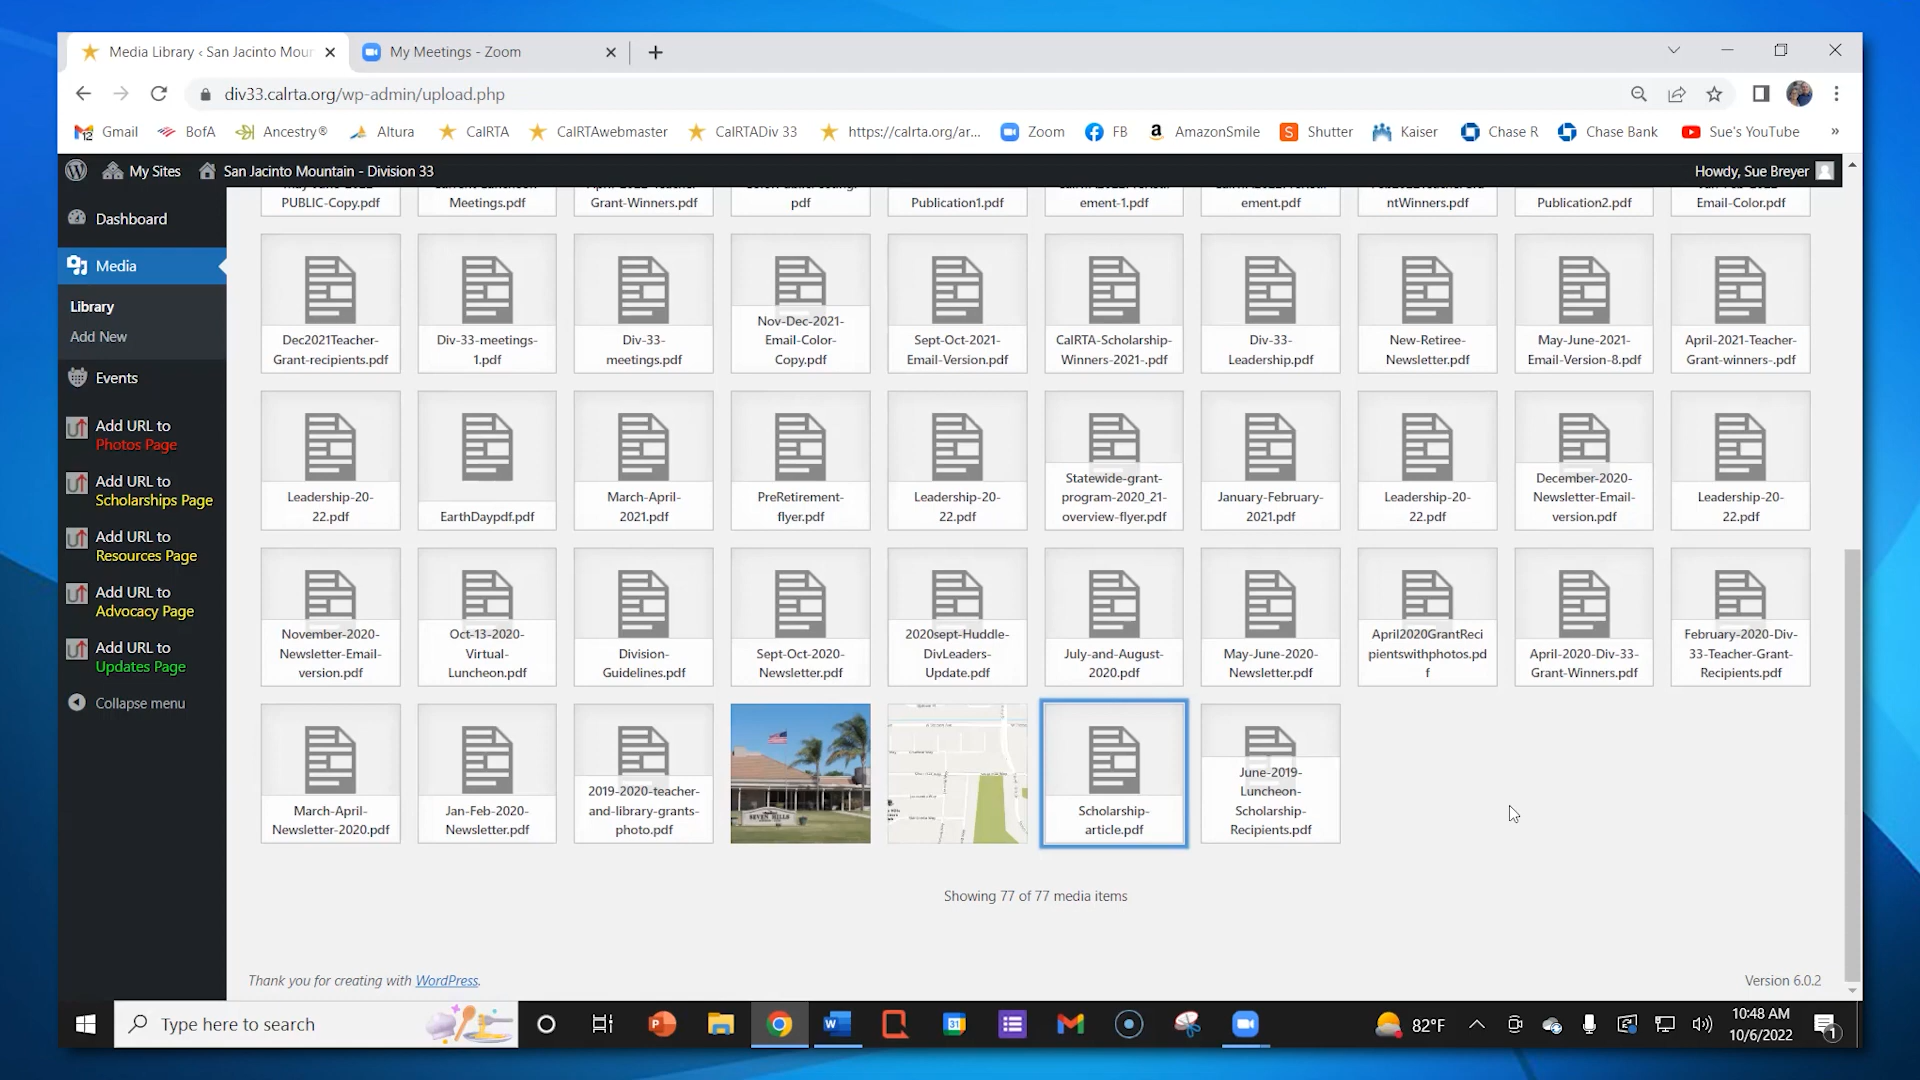 Media Library ‹ San Jacinto Moun
My Meetings - Zoom
div33.calrta.org/wp-admin/upload.php
12
Gmail
BofA
Ancestry®
Altura
CalRTA
CalRTAwebmaster
CalRTADiv 33
https://calrta.org/ar...
Zoom
FB
AmazonSmile
Shutter
Kaiser
Chase R
Chase Bank
Sue's YouTube
»
My Sites
San Jacinto Mountain - Division 33
Howdy, Sue Breyer
Dashboard
Media
Library
Add New
Events
Add URL to
Photos Page
Add URL to
Scholarships Page
Add URL to
Resources Page
Add URL to
Advocacy Page
Add URL to
Updates Page
Collapse menu
PUBLIC-Copy.pdf
Meetings.pdf
Grant-Winners.pdf
pdf
Publication1.pdf
ement-1.pdf
ement.pdf
ntWinners.pdf
Publication2.pdf
Email-Color.pdf
Dec2021Teacher-
Grant-recipients.pdf
Div-33-meetings-
1.pdf
Div-33-
meetings.pdf
Nov-Dec-2021-
Email-Color-
Copy.pdf
Sept-Oct-2021-
Email-Version.pdf
CalRTA-Scholarship-
Winners-2021-.pdf
Div-33-
Leadership.pdf
New-Retiree-
Newsletter.pdf
May-June-2021-
Email-Version-8.pdf
April-2021-Teacher-
Grant-winners-.pdf
Leadership-20-
22.pdf
EarthDaypdf.pdf
March-April-
2021.pdf
PreRetirement-
flyer.pdf
Leadership-20-
22.pdf
Statewide-grant-
program-2020_21-
overview-flyer.pdf
January-February-
2021.pdf
Leadership-20-
22.pdf
December-2020-
Newsletter-Email-
version.pdf
Leadership-20-
22.pdf
November-2020-
Newsletter-Email-
version.pdf
Oct-13-2020-
Virtual-
Luncheon.pdf
Division-
Guidelines.pdf
Sept-Oct-2020-
Newsletter.pdf
2020sept-Huddle-
DivLeaders-
Update.pdf
July-and-August-
2020.pdf
May-June-2020-
Newsletter.pdf
April2020GrantReci
pientswithphotos.pd
f
April-2020-Div-33-
Grant-Winners.pdf
February-2020-Div-
33-Teacher-Grant-
Recipients.pdf
March-April-
Newsletter-2020.pdf
Jan-Feb-2020-
Newsletter.pdf
2019-2020-teacher-
and-library-grants-
photo.pdf
SEVEN HILLS
Scholarship-
article.pdf
June-2019-
Luncheon-
Scholarship-
Recipients.pdf
Showing 77 of 77 media items
Thank you for creating with WordPress.
Version 6.0.2
Type here to search
31
82°F
10:48 AM
10/6/2022
1